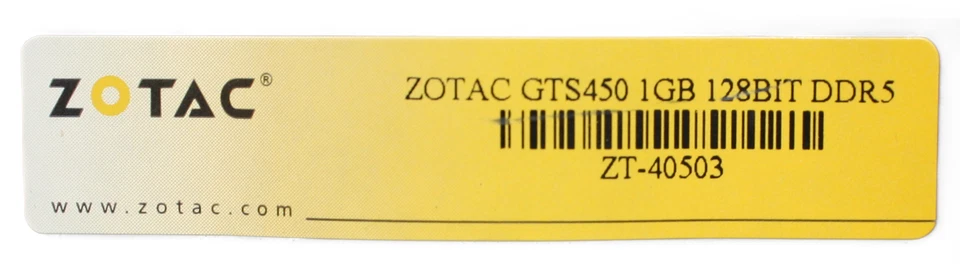 ZOTAC®
ZOTAC GTS450 1GB 128BIT DDR5
ZT-40503
www.zotac.com